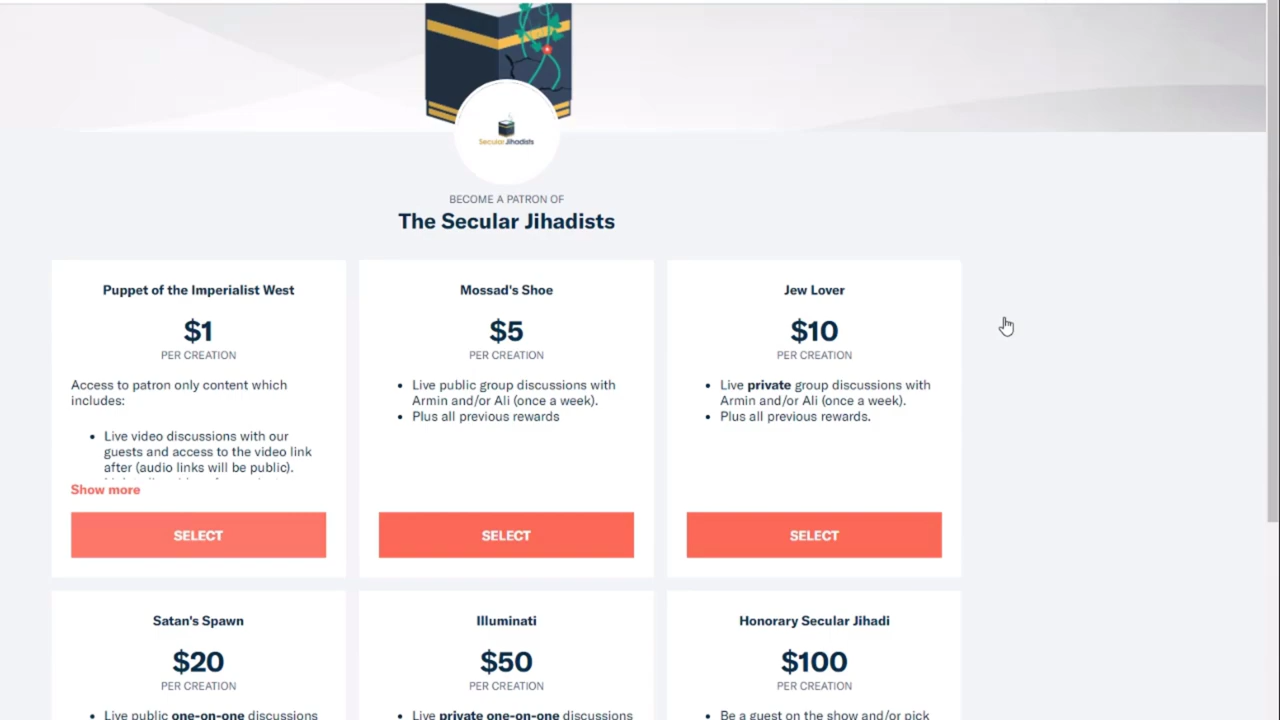 Secular Jihadists
BECOME A PATRON OF
The Secular Jihadists
Puppet of the Imperialist West
$1
PER CREATION
Access to patron only content which
includes:
• Live video discussions with our
guests and access to the video link
after (audio links will be public).
Show more
SELECT
Mossad's Shoe
$5
PER CREATION
• Live public group discussions with
Armin and/or Ali (once a week).
• Plus all previous rewards
SELECT
Jew Lover
$10
PER CREATION
• Live private group discussions with
Armin and/or Ali (once a week).
• Plus all previous rewards.
SELECT
Satan's Spawn
$20
PER CREATION
• Live public one-on-one discussions
Illuminati
$50
PER CREATION
• Live private one-on-one discussions
Honorary Secular Jihadi
$100
PER CREATION
• Be a guest on the show and/or pick